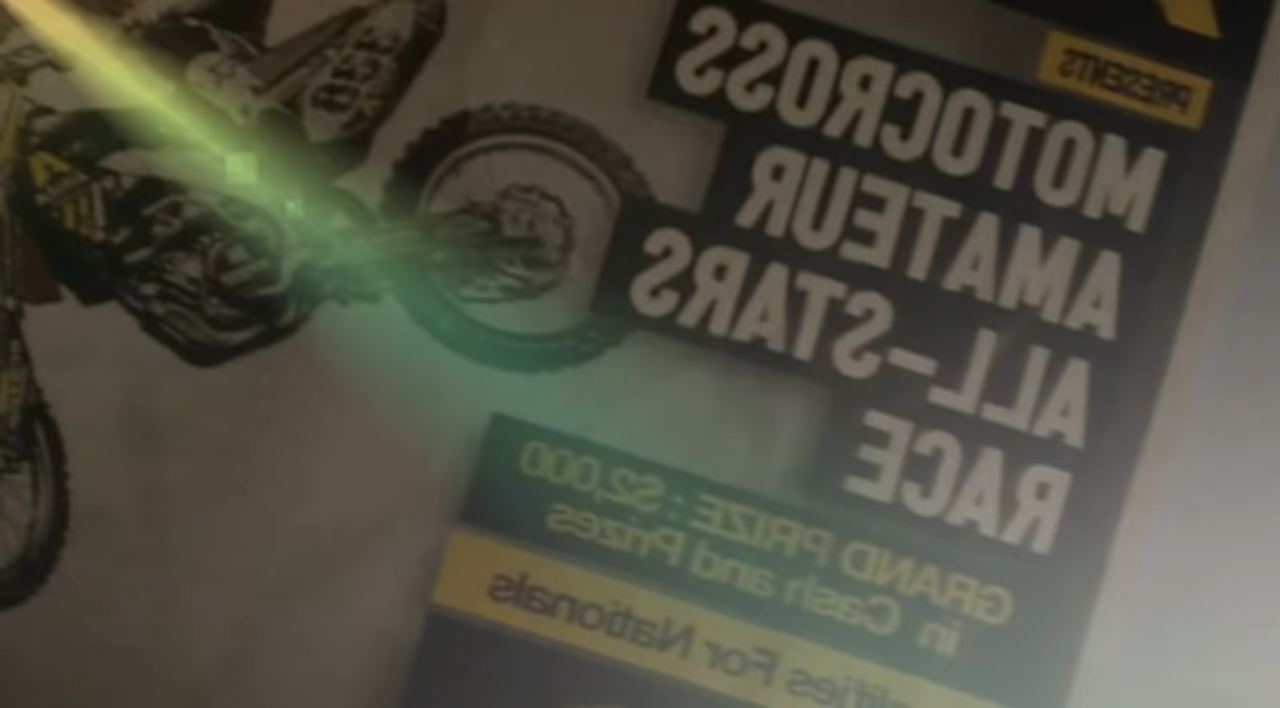 PRESENTS
MOTOCROSS
AMATEUR
ALL-STARS
RACE
GRAND PRIZE: $2,000
in Cash and Prizes
For Nationals